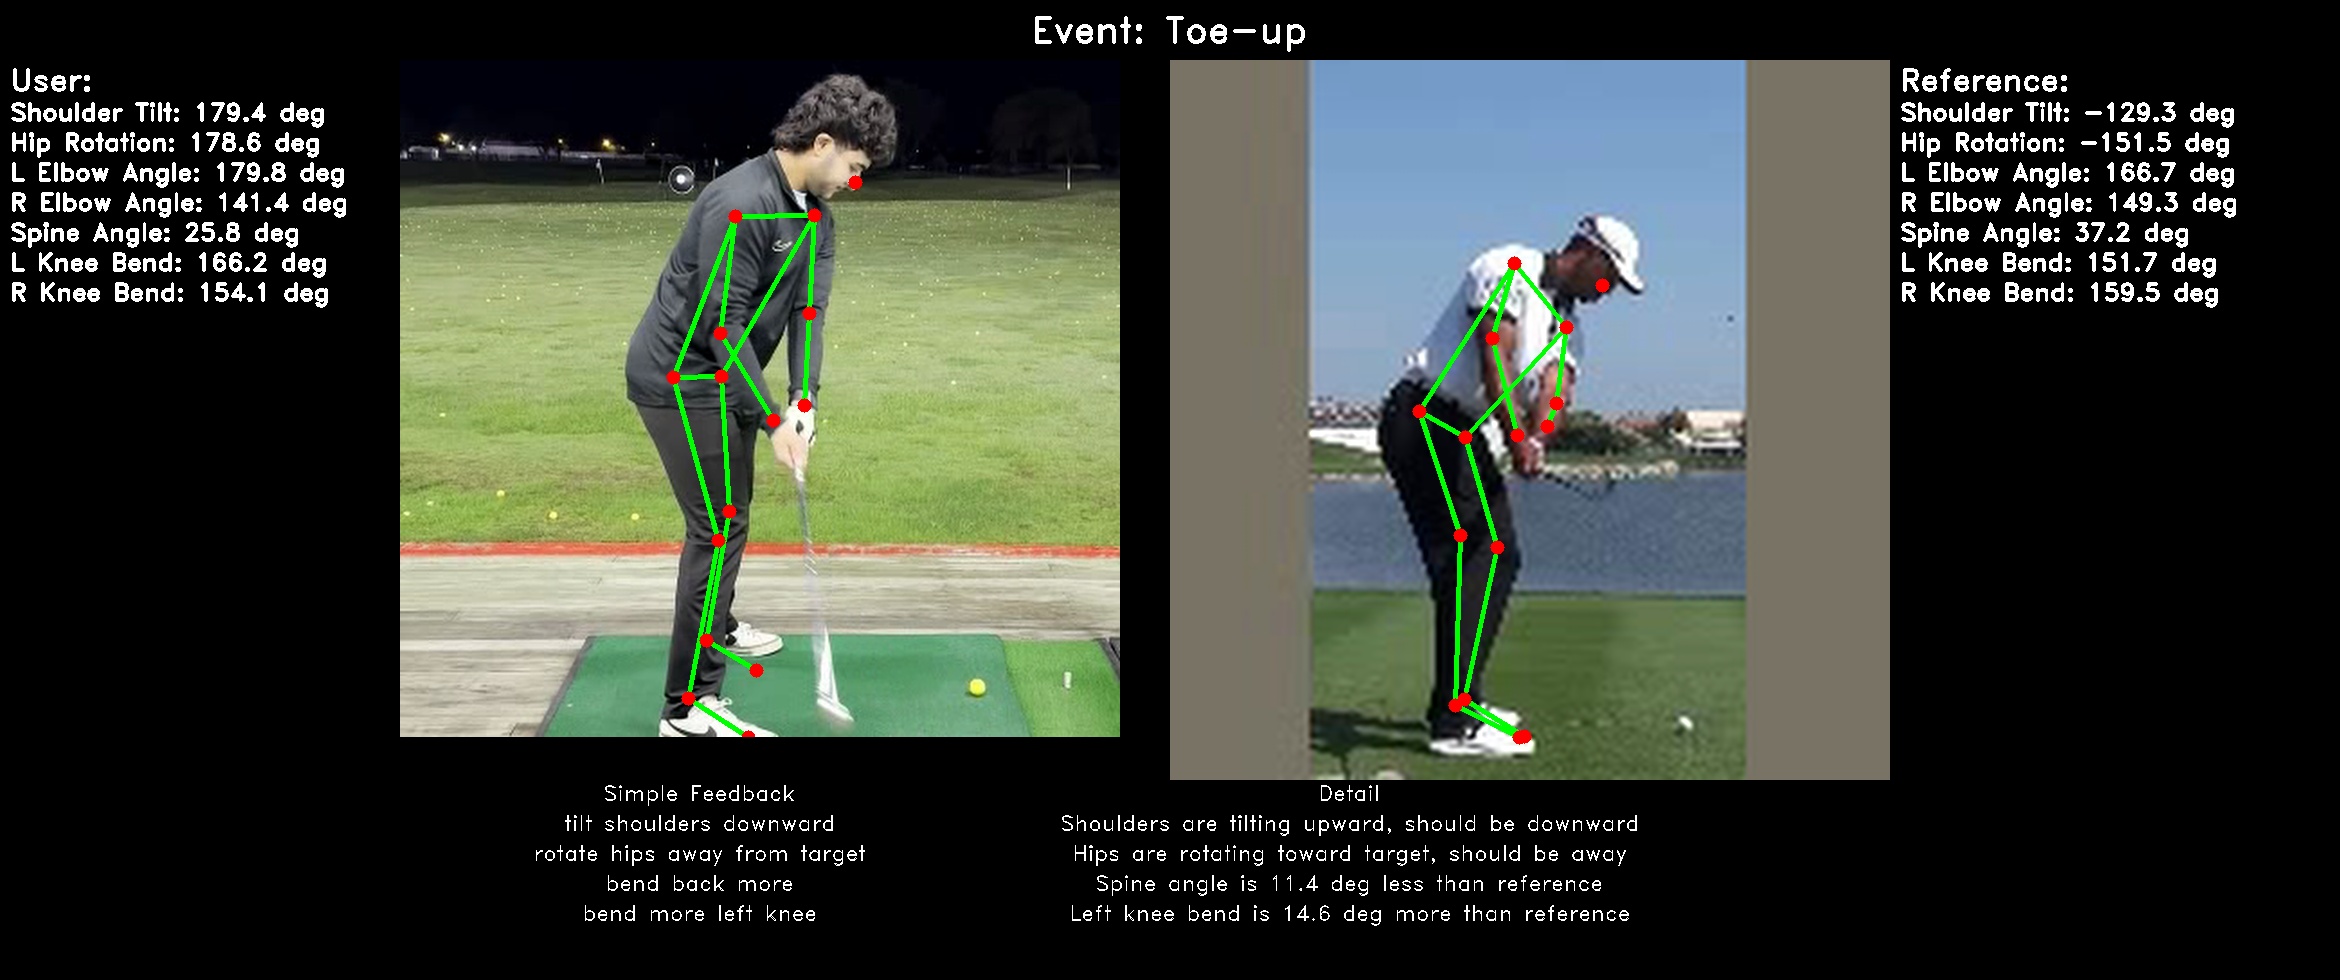 Event: Toe-up
User:
Shoulder Tilt: 179.4 deg
Hip Rotation: 178.6 deg
L Elbow Angle: 179.8 deg
R Elbow Angle: 141.4 deg
Spine Angle: 25.8 deg
L Knee Bend: 166.2 deg
R Knee Bend: 154.1 deg
Reference:
Shoulder Tilt: -129.3 deg
Hip Rotation: -151.5 deg
L Elbow Angle: 166.7 deg
R Elbow Angle: 149.3 deg
Spine Angle: 37.2 deg
L Knee Bend: 151.7 deg
R Knee Bend: 159.5 deg
Simple Feedback
tilt shoulders downward
rotate hips away from target
bend back more
bend more left knee
Detail
Shoulders are tilting upward, should be downward
Hips are rotating toward target, should be away
Spine angle is 11.4 deg less than reference
Left knee bend is 14.6 deg more than reference